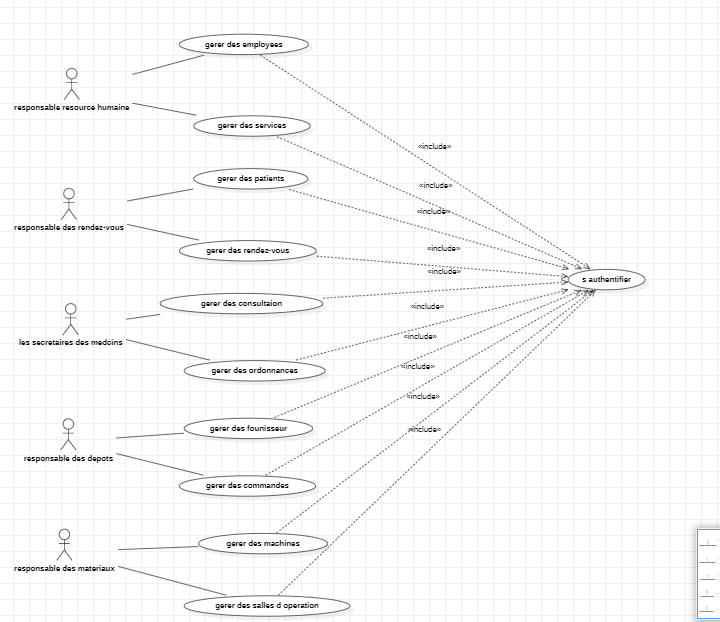 gerer des employees
responsable resource humaine
gerer des services
«include»
gerer des patients
«include»
«include»
responsable des rendez-vous
gerer des rendez-vous
«include»
«include»
s authentifier
gerer des consultaion
«include»
les secretaires des medcins
«include»
gerer des ordonnances
«include»
«include»
gerer des founisseur
«include»
responsable des depots
gerer des commandes
gerer des machines
responsable des materiaux
gerer des salles d operation